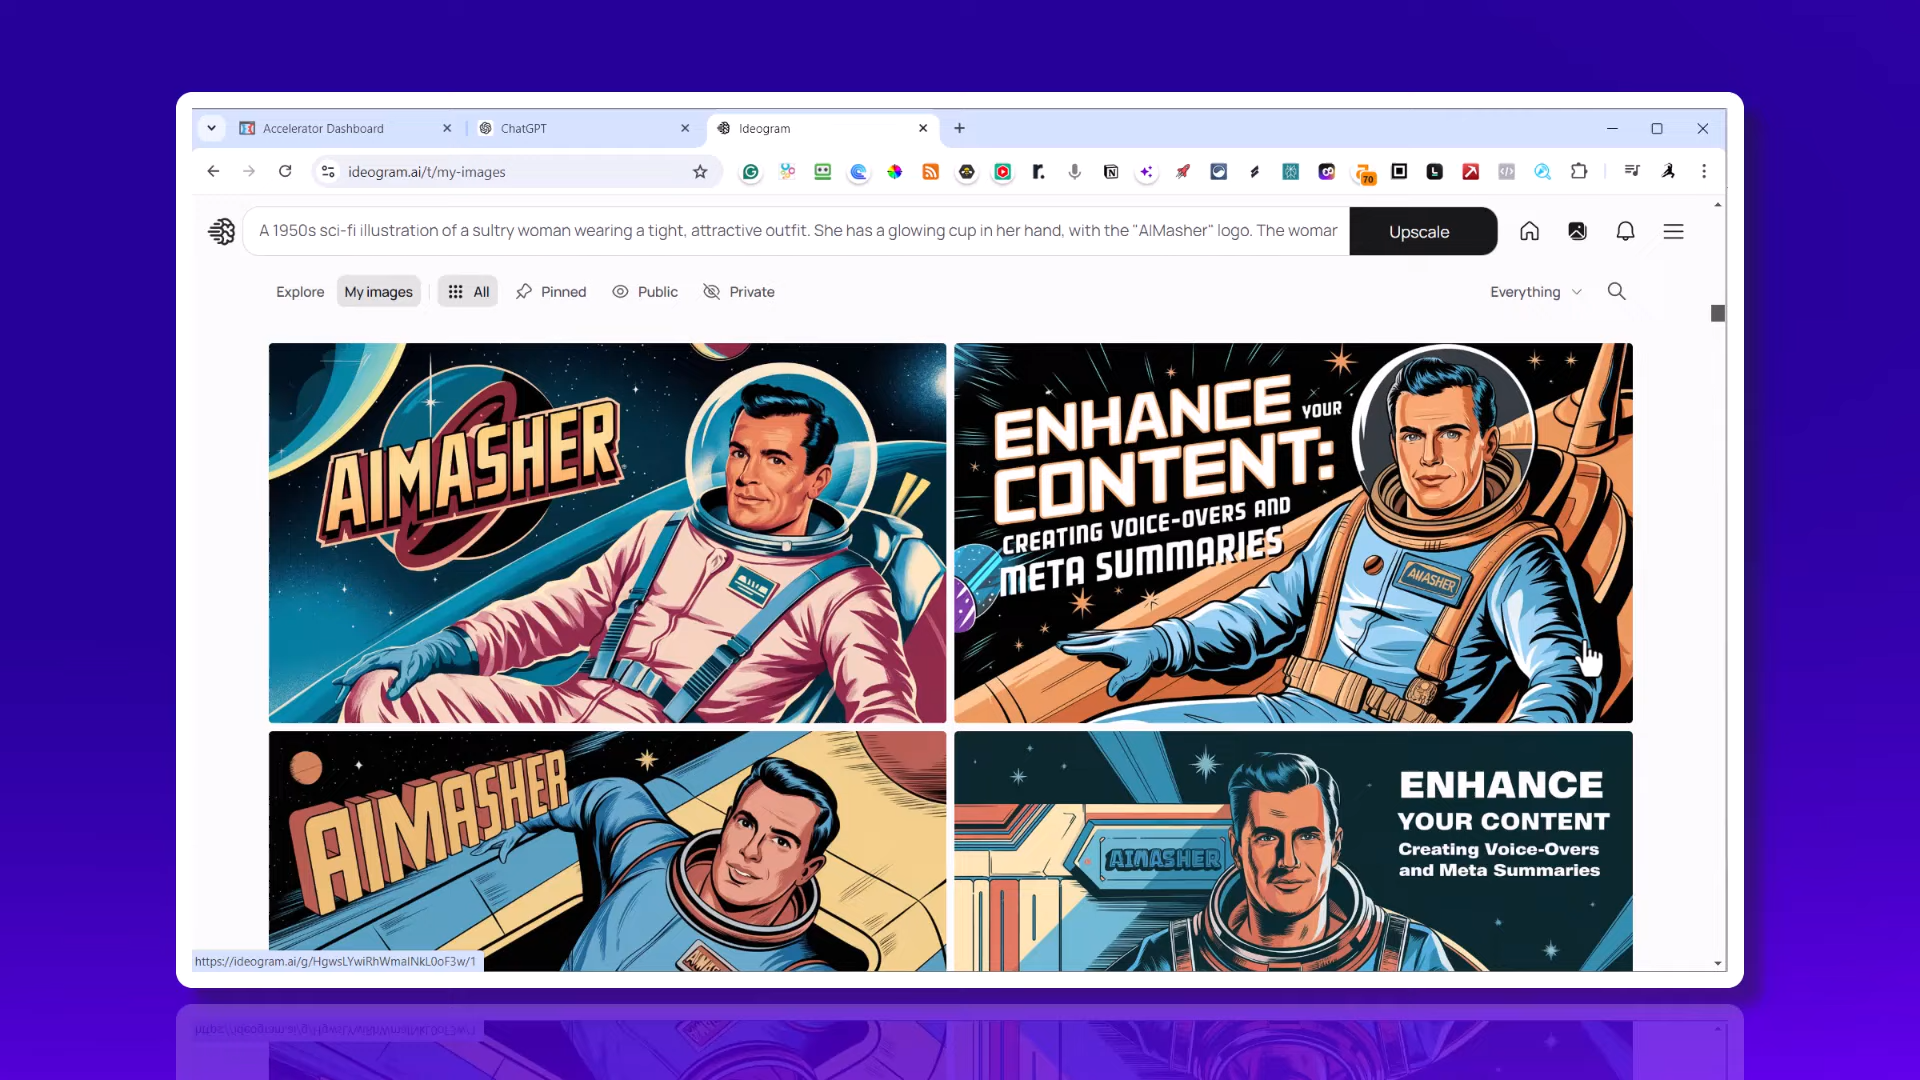 Accelerator Dashboard
ChatGPT
Ideogram
ideogram.ai/t/my-images
70
A 1950s sci-fi illustration of a sultry woman wearing a tight, attractive outfit. She has a glowing cup in her hand, with the "AIMasher" logo. The womar
Upscale
Explore
My images
All
Pinned
Public
Private
Everything
AIMASHER
ENHANCE YOUR
CONTENT:
CREATING VOICE-OVERS AND
META SUMMARIES
AIMASHER
AIMASHER
AIMASHER
ENHANCE
YOUR CONTENT
Creating Voice-Overs
and Meta Summaries
https://ideogram.ai/g/HgwsLYwiRhWmaINkL0oF3w/1